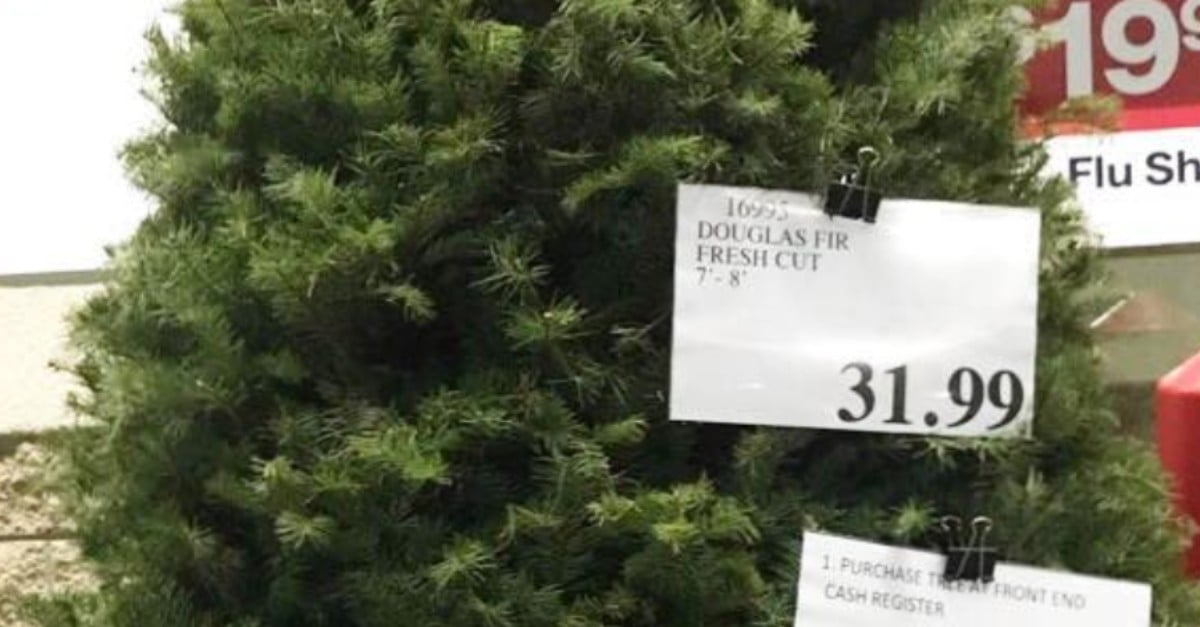 $199
Flu Sh
16995
DOUGLAS FIR
FRESH CUT
7'- 8'
31.99
1. PURCHASE TREE AT FRONT END
CASH REGISTER